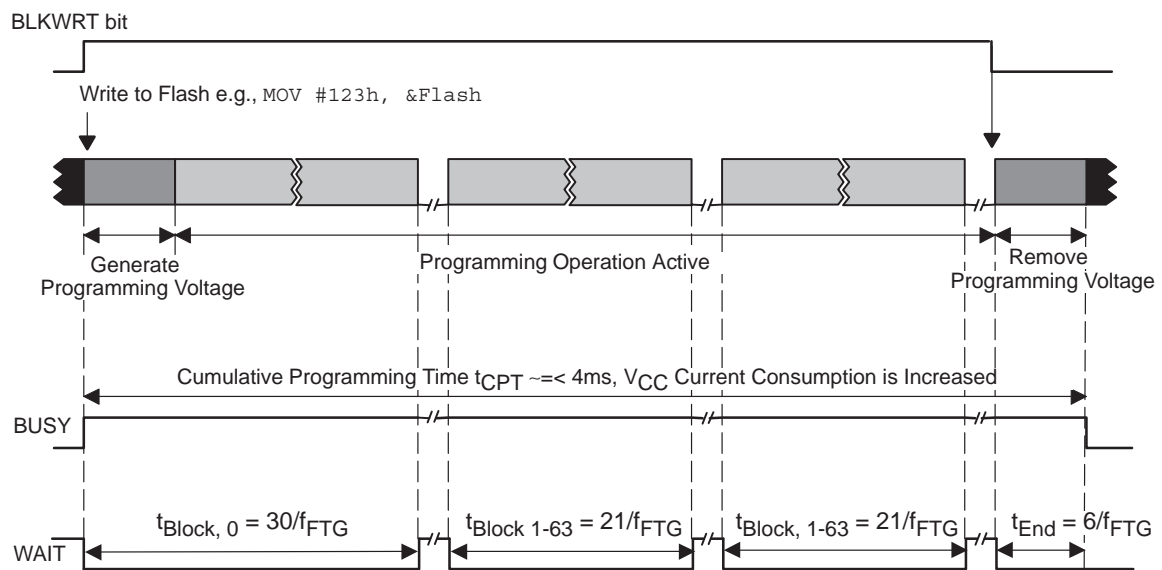 BLKWRT bit
Write to Flash e.g., MOV #123h, &Flash
Generate
Programming Voltage
Programming Operation Active
Remove
Programming Voltage
Cumulative Programming Time tCPT ~=< 4ms, VCC Current Consumption is Increased
BUSY
tBlock, 0 = 30/fFTG
tBlock 1-63 = 21/fFTG
tBlock, 1-63 = 21/fFTG
tEnd = 6/fFTG
WAIT